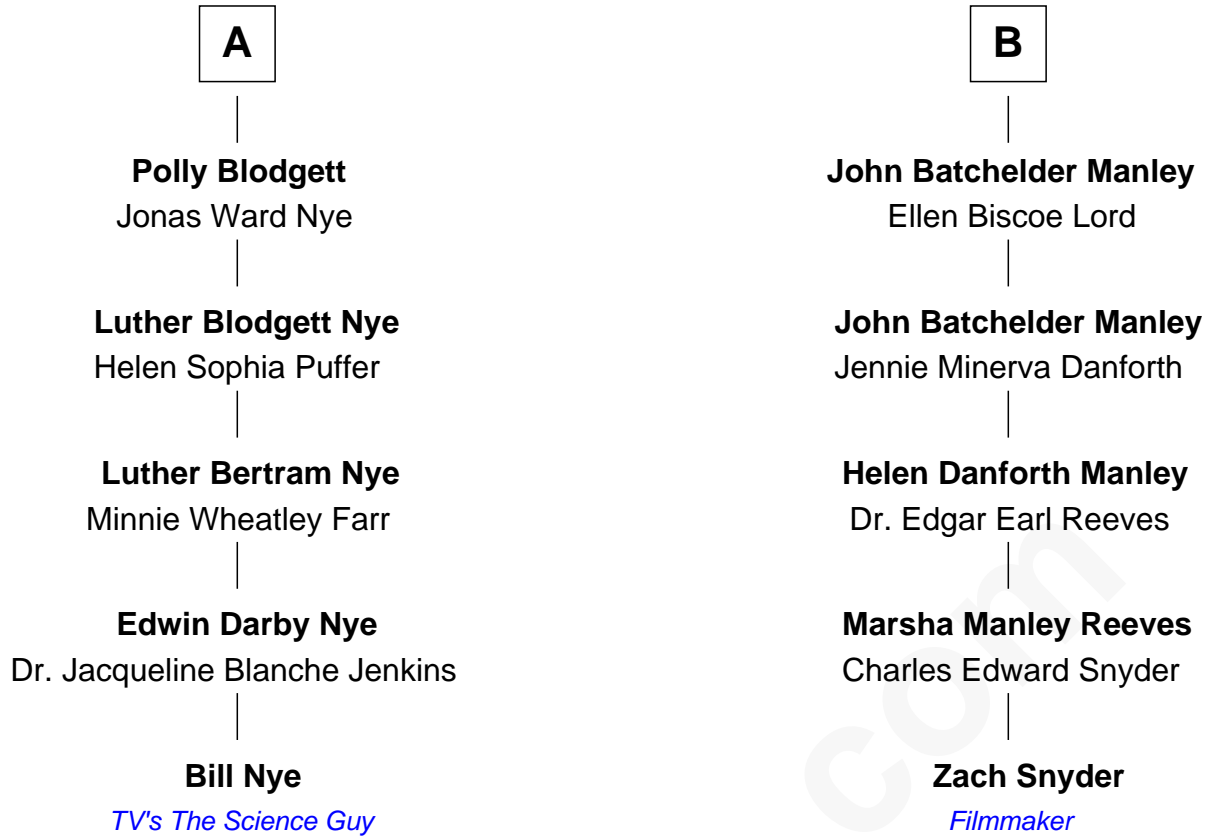 A
Polly Blodgett
Jonas Ward Nye
Luther Blodgett Nye
Helen Sophia Puffer
Luther Bertram Nye
Minnie Wheatley Farr
Edwin Darby Nye
Dr. Jacqueline Blanche Jenkins
Bill Nye
TV's The Science Guy
B
John Batchelder Manley
Ellen Biscoe Lord
John Batchelder Manley
Jennie Minerva Danforth
Helen Danforth Manley
Dr. Edgar Earl Reeves
Marsha Manley Reeves
Charles Edward Snyder
Zach Snyder
Filmmaker
com